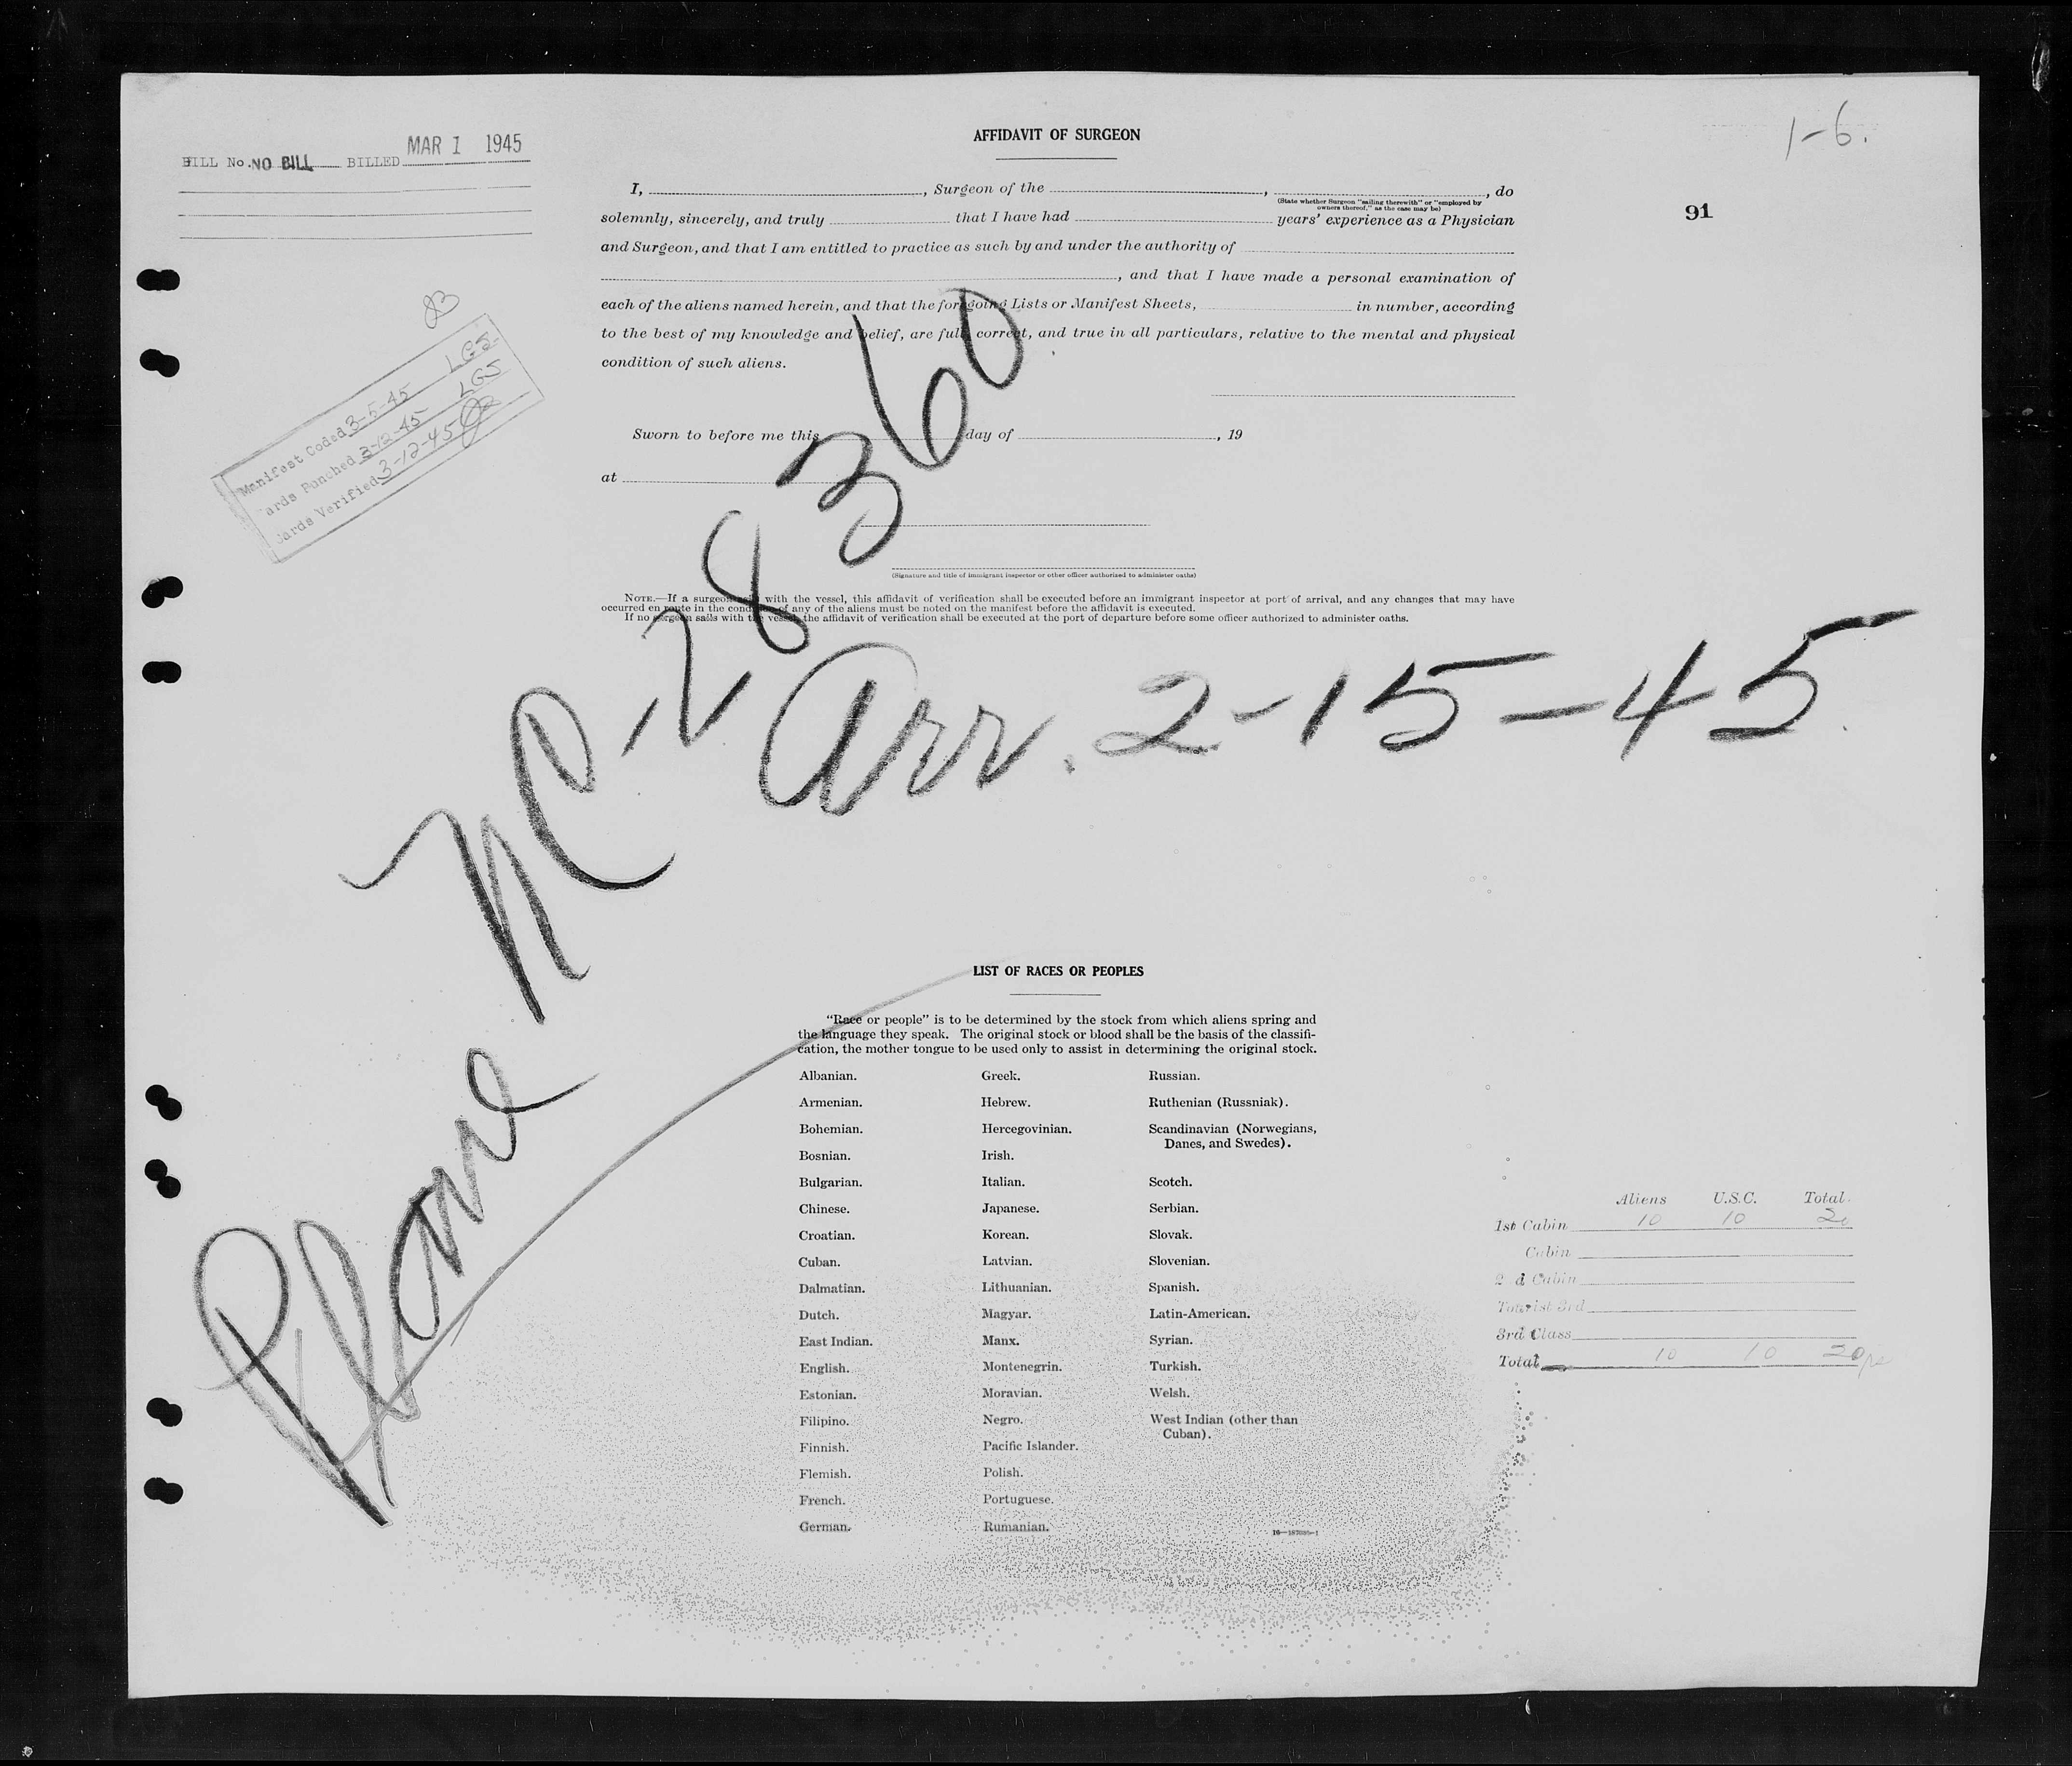 BILL No. NO BILL BILLED MAR 1 1945
AFFIDAVIT OF SURGEON
1-6.
91
I, , Surgeon of the , , do
(State whether Surgeon "sailing therewith" or "employed by
owners thereof," as the case may be)
solemnly, sincerely, and truly that I have had years' experience as a Physician
and Surgeon, and that I am entitled to practice as such by and under the authority of
, and that I have made a personal examination of
each of the aliens named herein, and that the foregoing Lists or Manifest Sheets, in number, according
to the best of my knowledge and belief, are full, correct, and true in all particulars, relative to the mental and physical
condition of such aliens.
Sworn to before me this day of , 19
at
(Signature and title of immigrant inspector or other officer authorized to administer oaths)
NOTE.—If a surgeon sails with the vessel, this affidavit of verification shall be executed before an immigrant inspector at port of arrival, and any changes that may have
occurred en route in the condition of any of the aliens must be noted on the manifest before the affidavit is executed.
If no surgeon sails with the vessel, the affidavit of verification shall be executed at the port of departure before some officer authorized to administer oaths.
83
Manifest Coded 3-5-45 LGS
Cards Punched 3-12-45 LGS
Cards Verified 3-12-45
Plane NC-28360
Arr. 2-15-45
LIST OF RACES OR PEOPLES
"Race or people" is to be determined by the stock from which aliens spring and
the language they speak. The original stock or blood shall be the basis of the classifi-
cation, the mother tongue to be used only to assist in determining the original stock.
Albanian.
Armenian.
Bohemian.
Bosnian.
Bulgarian.
Chinese.
Croatian.
Cuban.
Dalmatian.
Dutch.
East Indian.
English.
Estonian.
Filipino.
Finnish.
Flemish.
French.
German.
Greek.
Hebrew.
Hercegovinian.
Irish.
Italian.
Japanese.
Korean.
Latvian.
Lithuanian.
Magyar.
Manx.
Montenegrin.
Moravian.
Negro.
Pacific Islander.
Polish.
Portuguese.
Rumanian.
Russian.
Ruthenian (Russniak).
Scandinavian (Norwegians,
Danes, and Swedes).
Scotch.
Serbian.
Slovak.
Slovenian.
Spanish.
Latin-American.
Syrian.
Turkish.
Welsh.
West Indian (other than
Cuban).
Aliens U.S.C. Total.
1st Cabin 10 10 20
Cabin
2 d Cabin
Tourist 3rd
3rd Class
Total 10 10 20